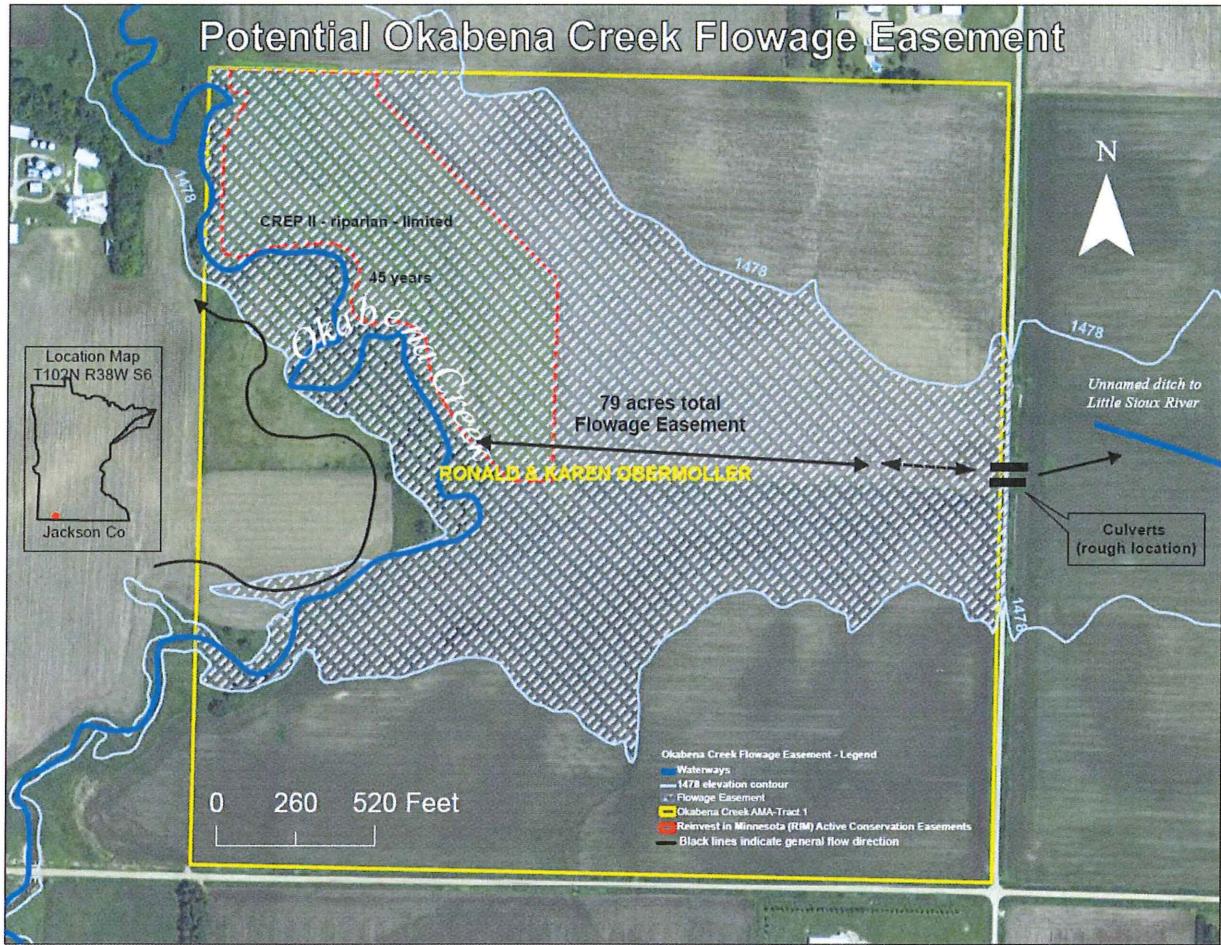 Potential Okabena Creek Flowage Easement
N
1478
CREP II - riparian - limited
45 years
Okabena Creek
1478
1478
Location Map
T102N R38W S6
Jackson Co
Unnamed ditch to
Little Sioux River
79 acres total
Flowage Easement
RONALD & KAREN OBERMOLLER
Culverts
(rough location)
1478
Okabena Creek Flowage Easement - Legend
Waterways
1478 elevation contour
Flowage Easement
Okabena Creek AMA-Tract 1
Reinvest in Minnesota (RIM) Active Conservation Easements
Black lines indicate general flow direction
0 260 520 Feet